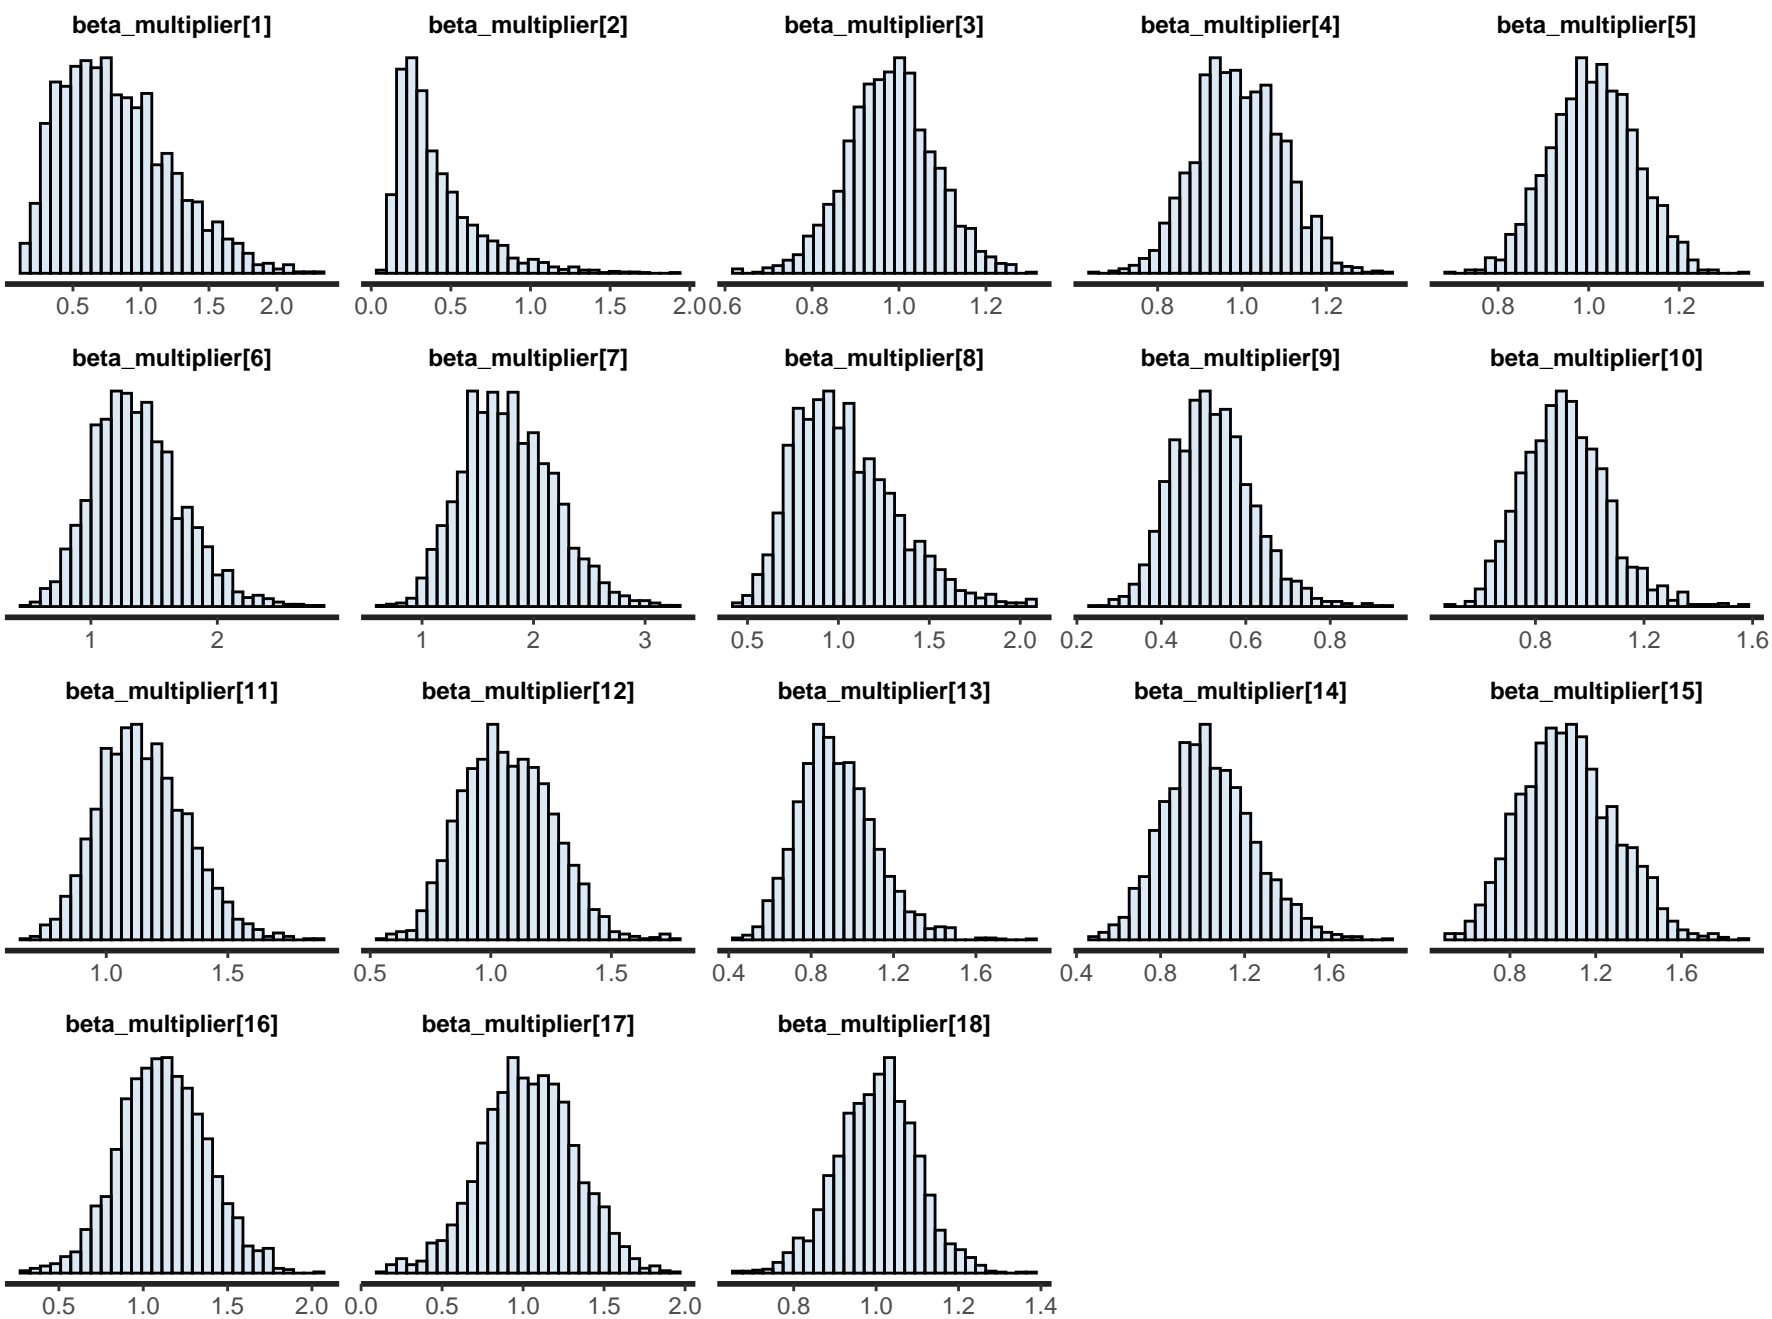 beta_multiplier[1] beta_multiplier[2] beta_multiplier[3] beta_multiplier[4] beta_multiplier[5]
0.5 1.0 1.5 2.0 0.0 0.5 1.0 1.5 2.0 0.6 0.8 1.0 1.2 0.8 1.0 1.2 0.8 1.0 1.2
beta_multiplier[6] beta_multiplier[7] beta_multiplier[8] beta_multiplier[9] beta_multiplier[10]
1 2 1 2 3 0.5 1.0 1.5 2.0 0.2 0.4 0.6 0.8 0.8 1.2 1.6
beta_multiplier[11] beta_multiplier[12] beta_multiplier[13] beta_multiplier[14] beta_multiplier[15]
1.0 1.5 0.5 1.0 1.5 0.4 0.8 1.2 1.6 0.4 0.8 1.2 1.6 0.8 1.2 1.6
beta_multiplier[16] beta_multiplier[17] beta_multiplier[18]
0.5 1.0 1.5 2.0 0.0 0.5 1.0 1.5 2.0 0.8 1.0 1.2 1.4